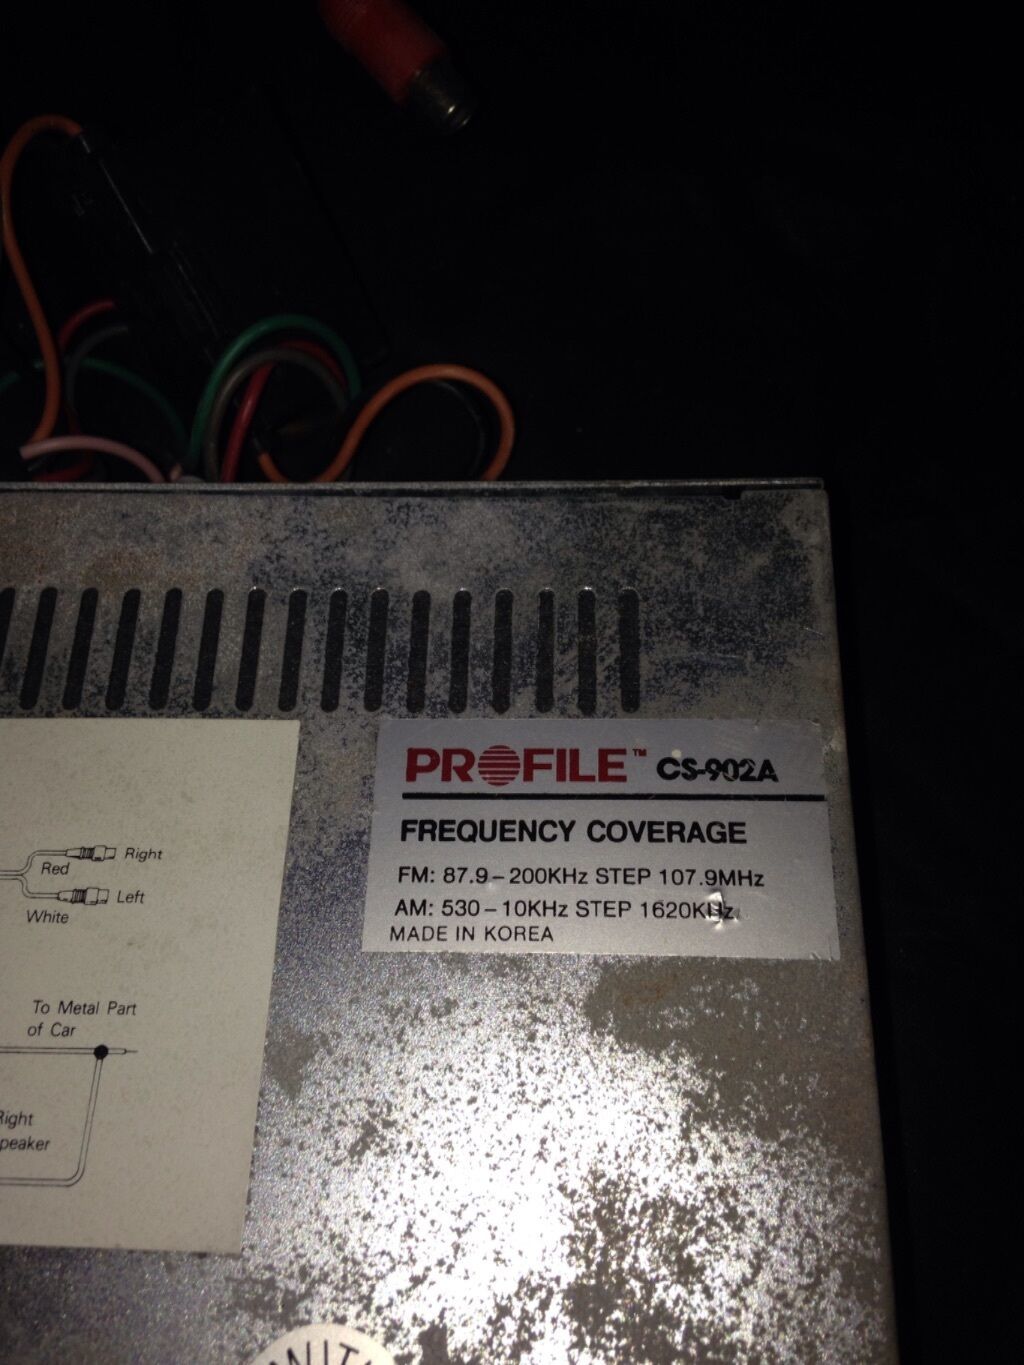 PROFILE™ CS-902A
FREQUENCY COVERAGE
FM: 87.9–200KHz STEP 107.9MHz
AM: 530–10KHz STEP 1620KHz
MADE IN KOREA
Right
Red
Left
White
To Metal Part
of Car
Right